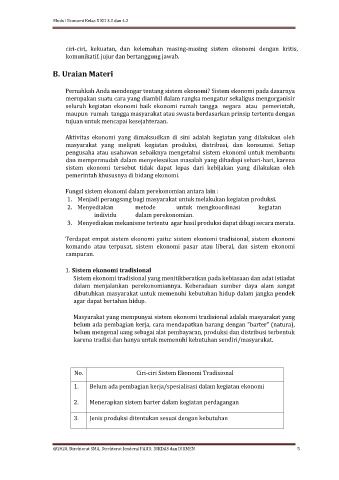 Modul Ekonomi Kelas X KD 3.2 dan 4.2
ciri-ciri, kekuatan, dan kelemahan masing-masing sistem ekonomi dengan kritis,
komunikatif, jujur dan bertanggung jawab.
B. Uraian Materi
Pernahkah Anda mendengar tentang sistem ekonomi? Sistem ekonomi pada dasarnya
merupakan suatu cara yang diambil dalam rangka mengatur sekaligus mengorganisir
seluruh kegiatan ekonomi baik ekonomi rumah tangga negara atau pemerintah,
maupun rumah tangga masyarakat atau swasta berdasarkan prinsip tertentu dengan
tujuan untuk mencapai kesejahteraan.
Aktivitas ekonomi yang dimaksudkan di sini adalah kegiatan yang dilakukan oleh
masyarakat yang meliputi kegiatan produksi, distribusi, dan konsumsi. Setiap
pengusaha atau usahawan sebaiknya mengetahui sistem ekonomi untuk membantu
dan mempermudah dalam menyelesaikan masalah yang dihadapi sehari-hari, karena
sistem ekonomi tersebut tidak dapat lepas dari kebijakan yang dilakukan oleh
pemerintah khususnya di bidang ekonomi.
Fungsi sistem ekonomi dalam perekonomian antara lain :
1. Menjadi perangsang bagi masyarakat untuk melakukan kegiatan produksi.
2. Menyediakan metode untuk mengkoordinasi kegiatan
individu dalam perekonomian.
3. Menyediakan mekanisme tertentu agar hasil produksi dapat dibagi secara merata.
Terdapat empat sistem ekonomi yaitu: sistem ekonomi tradisional, sistem ekonomi
komando atau terpusat, sistem ekonomi pasar atau liberal, dan sistem ekonomi
campuran.
1. Sistem ekonomi tradisional
Sistem ekonomi tradisional yang menitikberatkan pada kebiasaan dan adat istiadat
dalam menjalankan perekonomiannya. Keberadaan sumber daya alam sangat
dibutuhkan masyarakat untuk memenuhi kebutuhan hidup dalam jangka pendek
agar dapat bertahan hidup.
Masyarakat yang mempunyai sistem ekonomi tradisional adalah masyarakat yang
belum ada pembagian kerja, cara mendapatkan barang dengan "barter" (natura),
belum mengenal uang sebagai alat pembayaran, produksi dan distribusi terbentuk
karena tradisi dan hanya untuk memenuhi kebutuhan sendiri/masyarakat.
No. Ciri-ciri Sistem Ekonomi Tradisional
1. Belum ada pembagian kerja/spesialisasi dalam kegiatan ekonomi
2. Menerapkan sistem barter dalam kegiatan perdagangan
3. Jenis produksi ditentukan sesuai dengan kebutuhan
@2020, Direktorat SMA, Direktorat Jenderal PAUD, DIKDAS dan DIKMEN 5